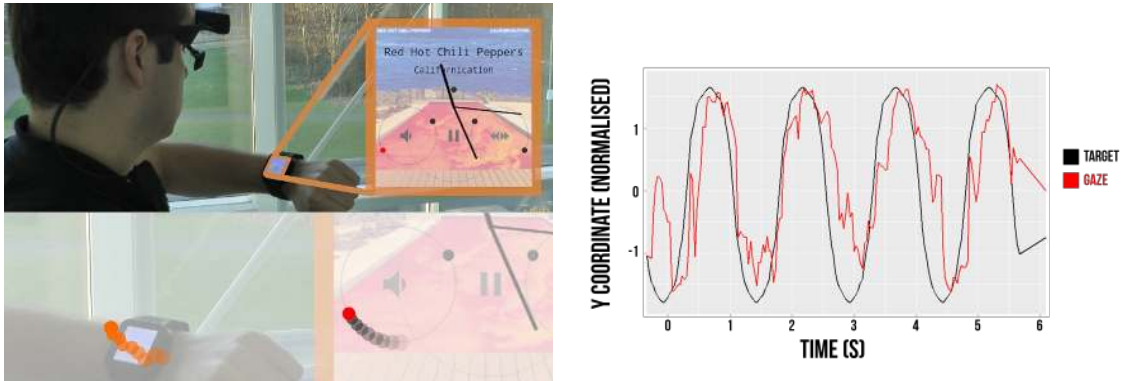 Red Hot Chili Peppers
Californication
Y COORDINATE (NORMALISED)
1
0
-1
0
1
2
3
4
5
6
TIME (S)
TARGET
GAZE